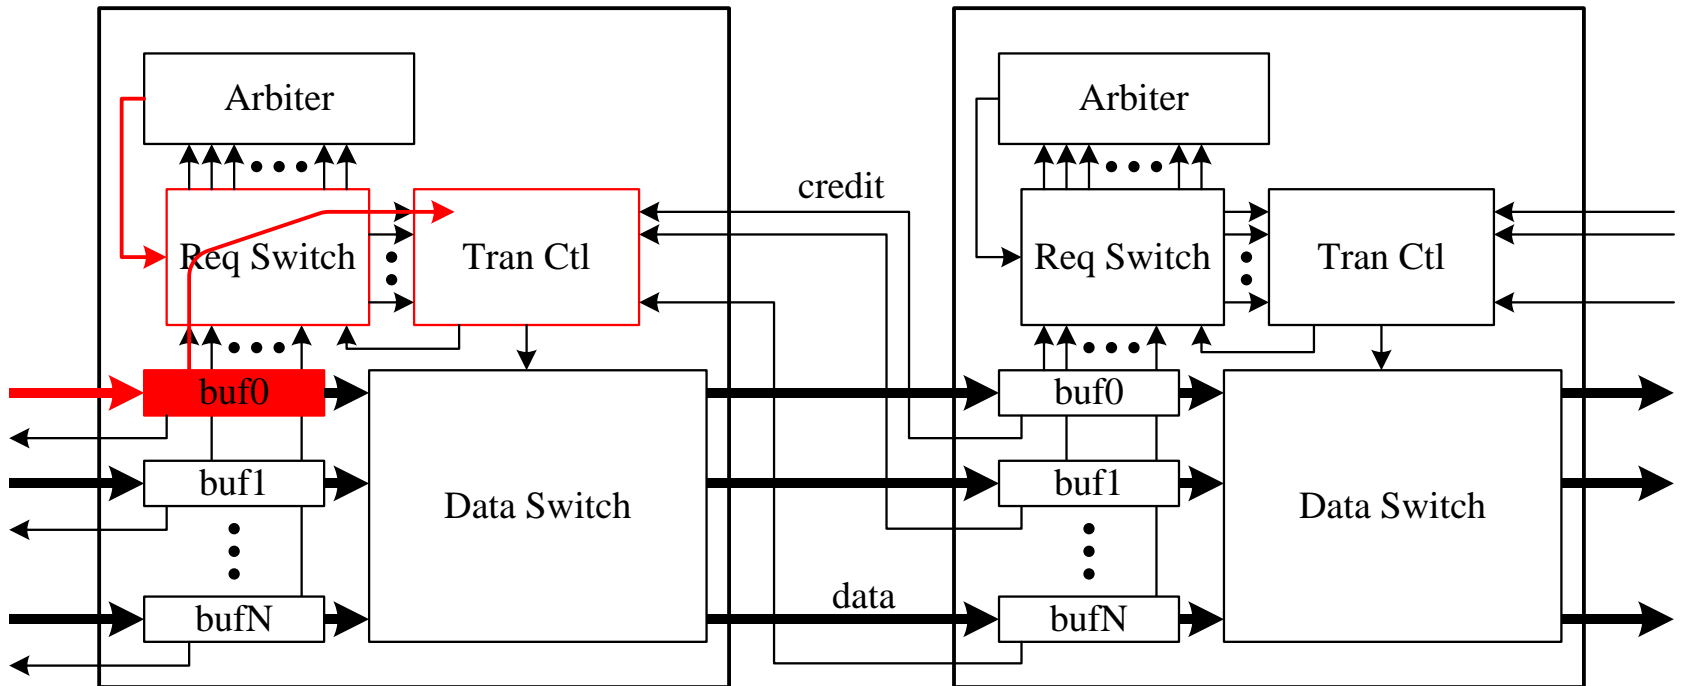 Arbiter
Arbiter
credit
Req Switch
Tran Ctl
Req Switch
Tran Ctl
buf0
buf0
buf1
buf1
Data Switch
Data Switch
data
bufN
bufN